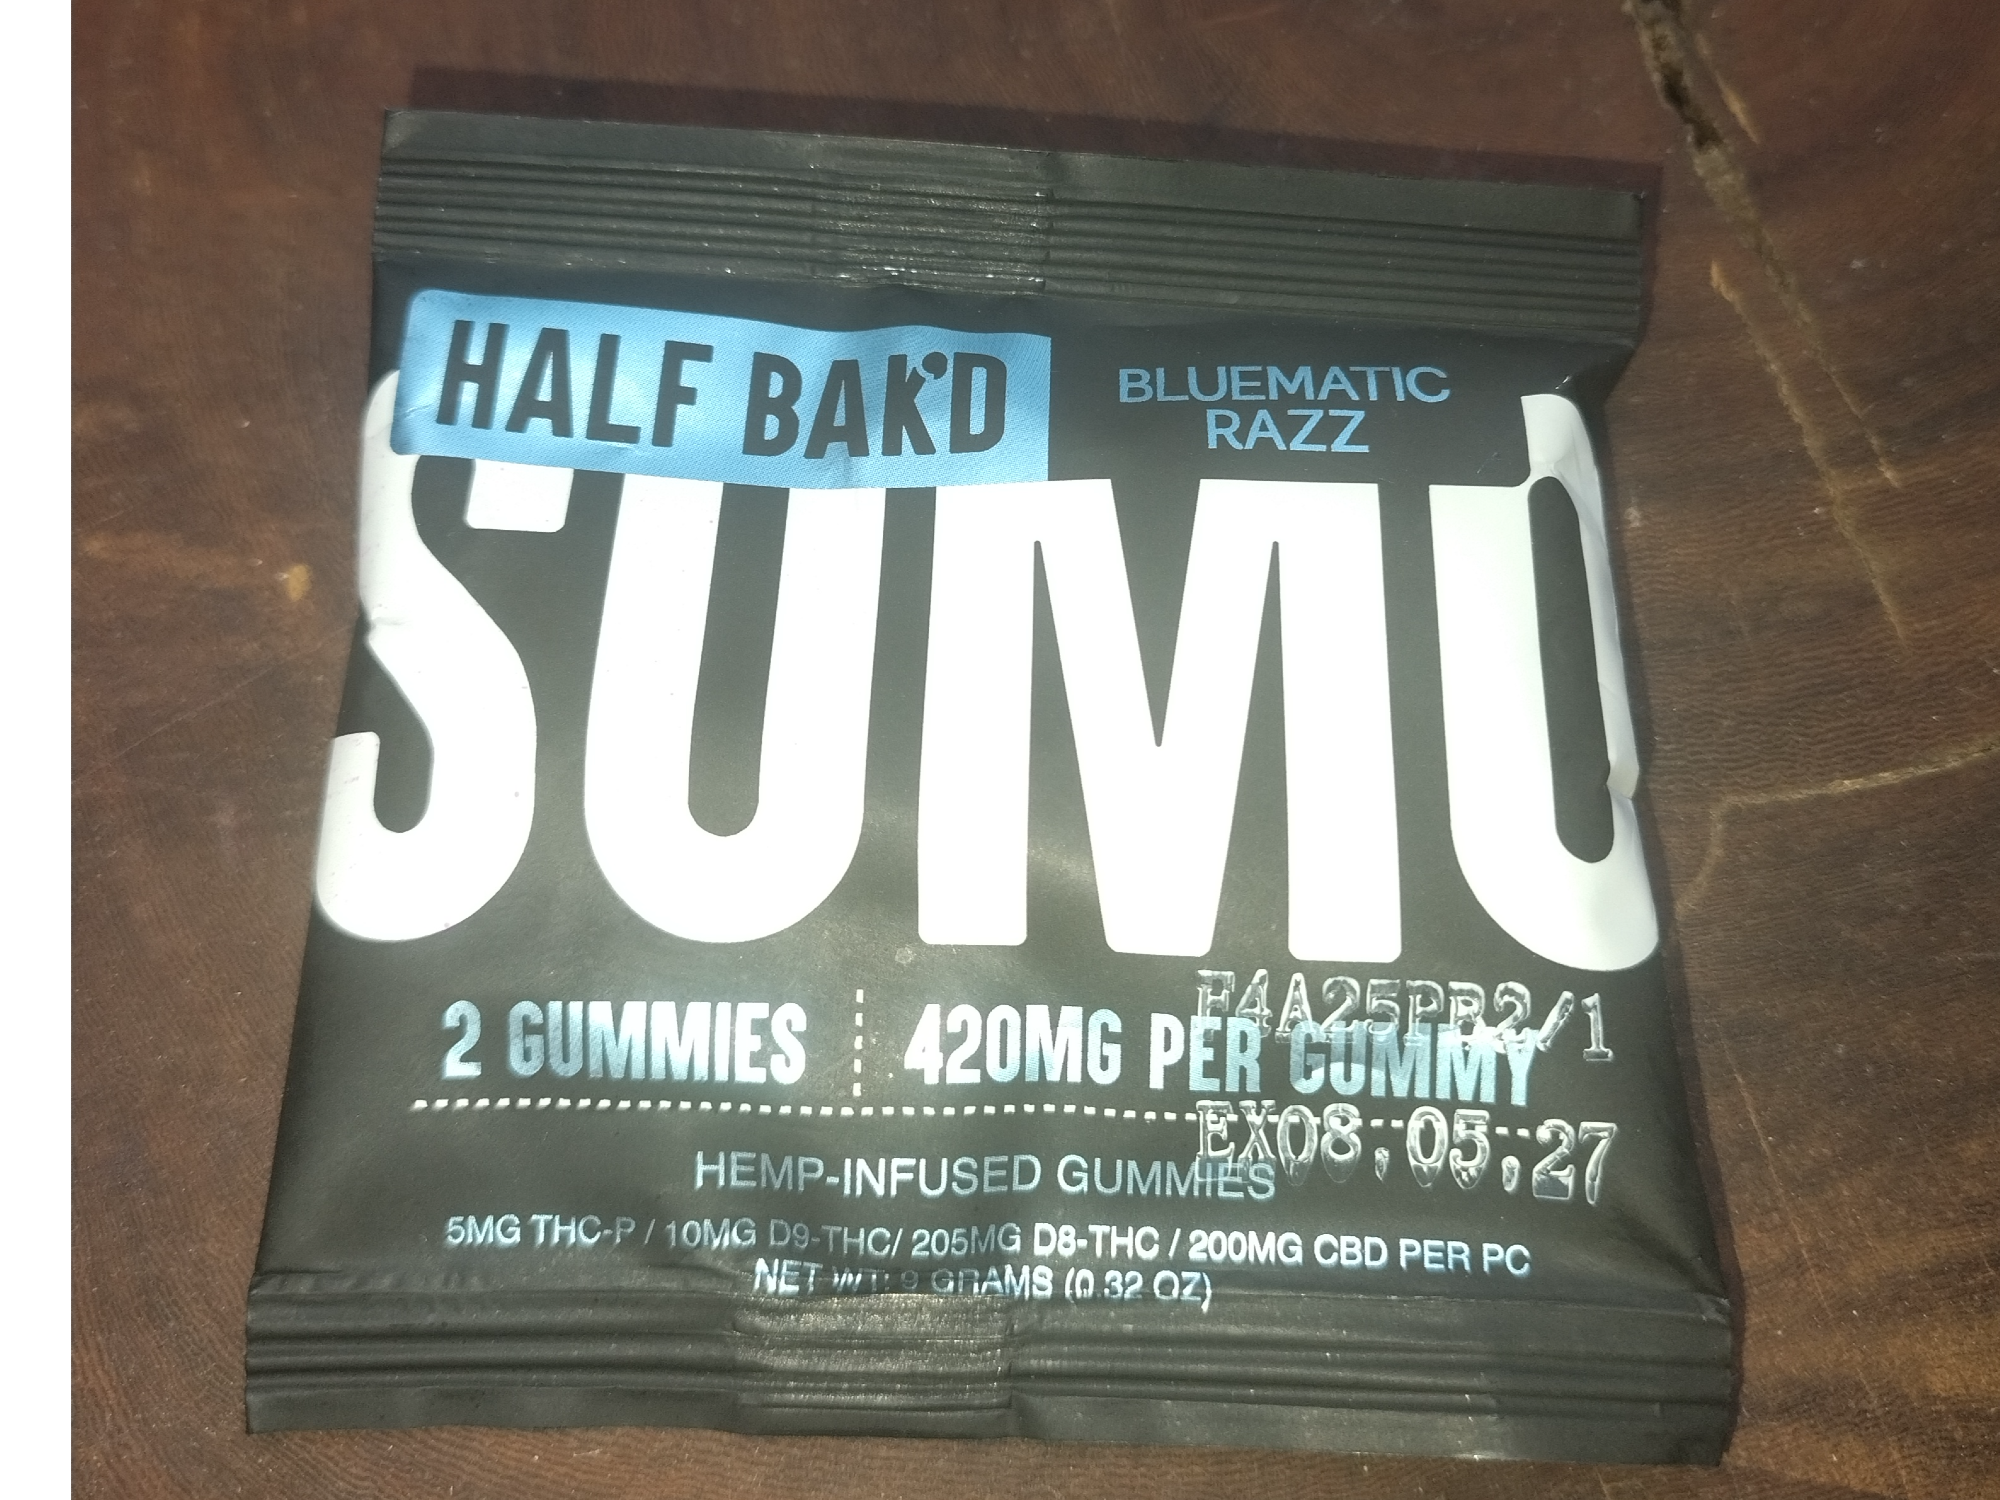 HALF BAK'D
BLUEMATIC
RAZZ
SUMO
2 GUMMIES
420MG PER GUMMY
F4A25PB2/1
EX08.05.27
HEMP-INFUSED GUMMIES
5MG THC-P / 10MG D9-THC/ 205MG D8-THC / 200MG CBD PER PC
NET WT: 9 GRAMS (0.32 OZ)